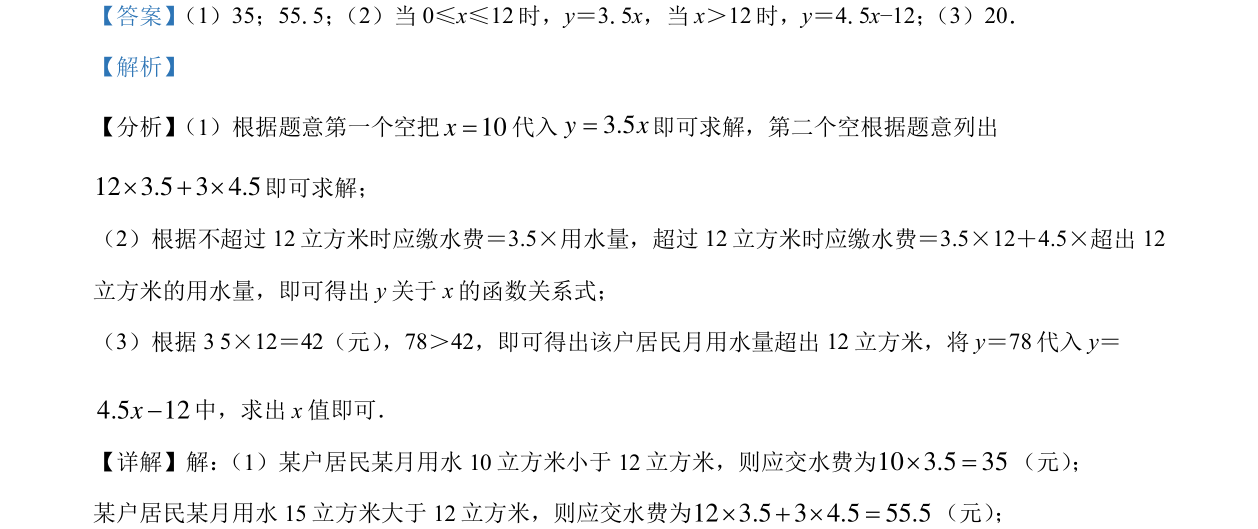 【答案】（1）35；55.5；（2）当 0≤x≤12 时，y=3.5x，当 x＞12 时，y=4.5x-12；（3）20．
【解析】
【分析】（1）根据题意第一个空把 x=10 代入 y=3.5x 即可求解，第二个空根据题意列出
12×3.5+3×4.5 即可求解；
（2）根据不超过 12 立方米时应缴水费＝3.5×用水量，超过 12 立方米时应缴水费＝3.5×12＋4.5×超出 12
立方米的用水量，即可得出 y 关于 x 的函数关系式；
（3）根据 3 5×12＝42（元），78＞42，即可得出该户居民月用水量超出 12 立方米，将 y＝78 代入 y＝
4.5x−12 中，求出 x 值即可．
【详解】解：（1）某户居民某月用水 10 立方米小于 12 立方米，则应交水费为10×3.5=35（元）；
某户居民某月用水 15 立方米大于 12 立方米，则应交水费为12×3.5+3×4.5=55.5（元）；